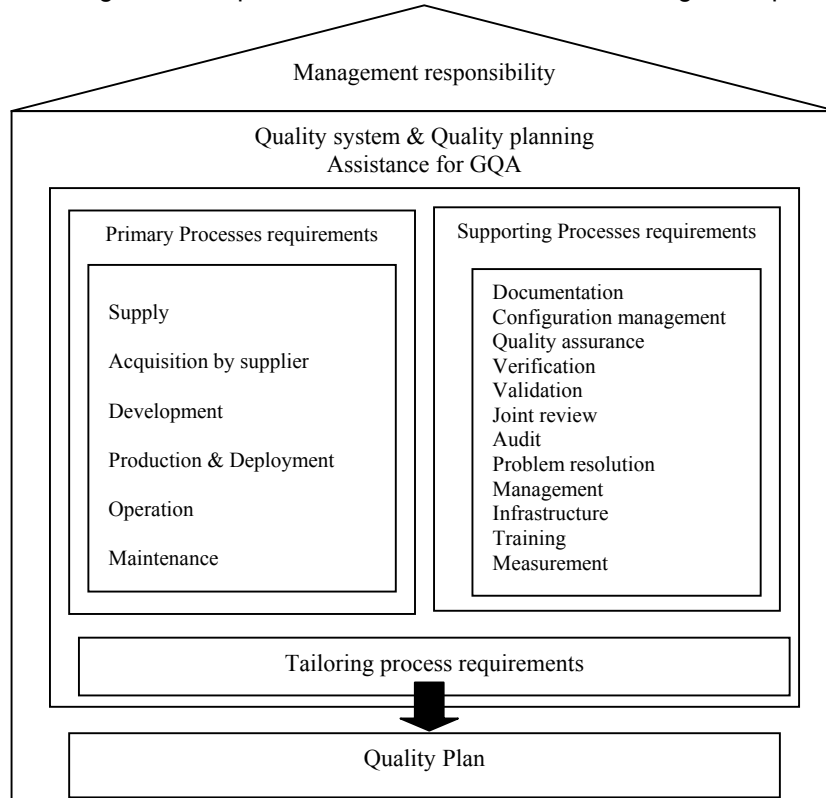 Management responsibility
Quality system & Quality planning
Assistance for GQA
Primary Processes requirements
Supply
Acquisition by supplier
Development
Production & Deployment
Operation
Maintenance
Supporting Processes requirements
Documentation
Configuration management
Quality assurance
Verification
Validation
Joint review
Audit
Problem resolution
Management
Infrastructure
Training
Measurement
Tailoring process requirements
Quality Plan